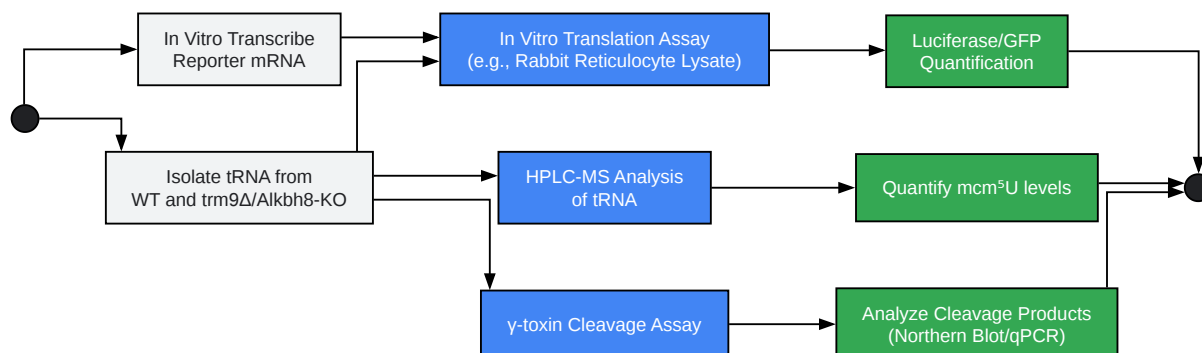 In Vitro Transcribe
Reporter mRNA
In Vitro Translation Assay
(e.g., Rabbit Reticulocyte Lysate)
Luciferase/GFP
Quantification
Isolate tRNA from
WT and trm9Δ/Alkbh8-KO
HPLC-MS Analysis
of tRNA
Quantify mcm⁵U levels
γ-toxin Cleavage Assay
Analyze Cleavage Products
(Northern Blot/qPCR)